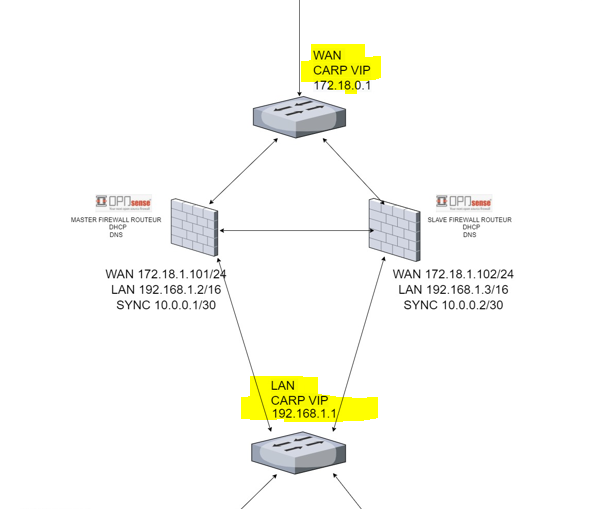 WAN
CARP VIP
172.18.0.1
OPNsense
MASTER FIREWALL ROUTEUR
DHCP
DNS
OPNsense
SLAVE FIREWALL ROUTEUR
DHCP
DNS
WAN 172.18.1.101/24
LAN 192.168.1.2/16
SYNC 10.0.0.1/30
WAN 172.18.1.102/24
LAN 192.168.1.3/16
SYNC 10.0.0.2/30
LAN
CARP VIP
192.168.1.1